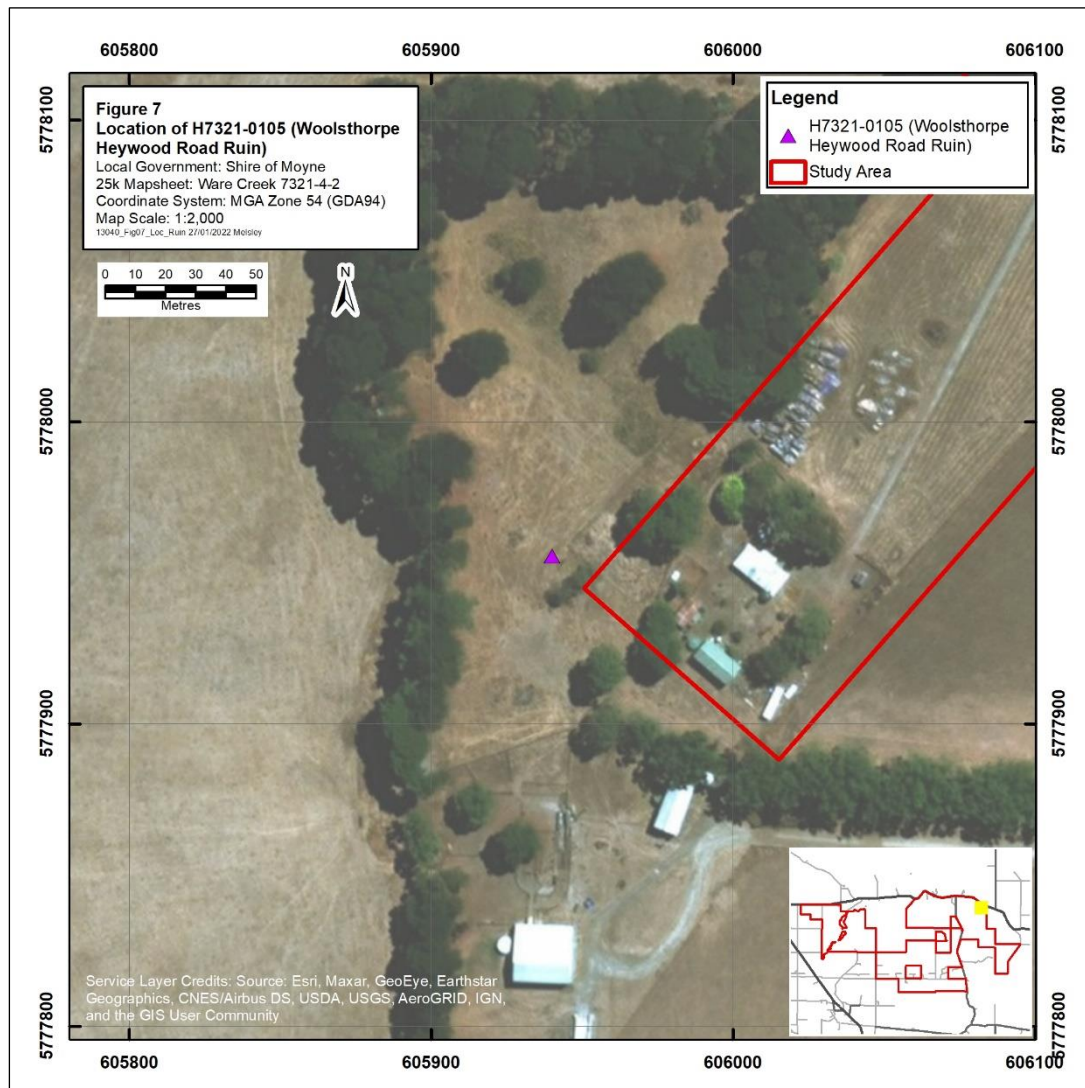 605800 605900 606000 606100
5778100 5778100
Figure 7
Location of H7321-0105 (Woolsthorpe
Heywood Road Ruin)
Local Government: Shire of Moyne
25k Mapsheet: Ware Creek 7321-4-2
Coordinate System: MGA Zone 54 (GDA94)
Map Scale: 1:2,000
13040_Fig07_Loc_Ruin 27/01/2022 Melsley
Legend
H7321-0105 (Woolsthorpe
Heywood Road Ruin)
Study Area
0 10 20 30 40 50
Metres
N
5778000 5778000
5777900 5777900
5777800 5777800
Service Layer Credits: Source: Esri, Maxar, GeoEye, Earthstar
Geographics, CNES/Airbus DS, USDA, USGS, AeroGRID, IGN,
and the GIS User Community
605800 605900 606000 606100